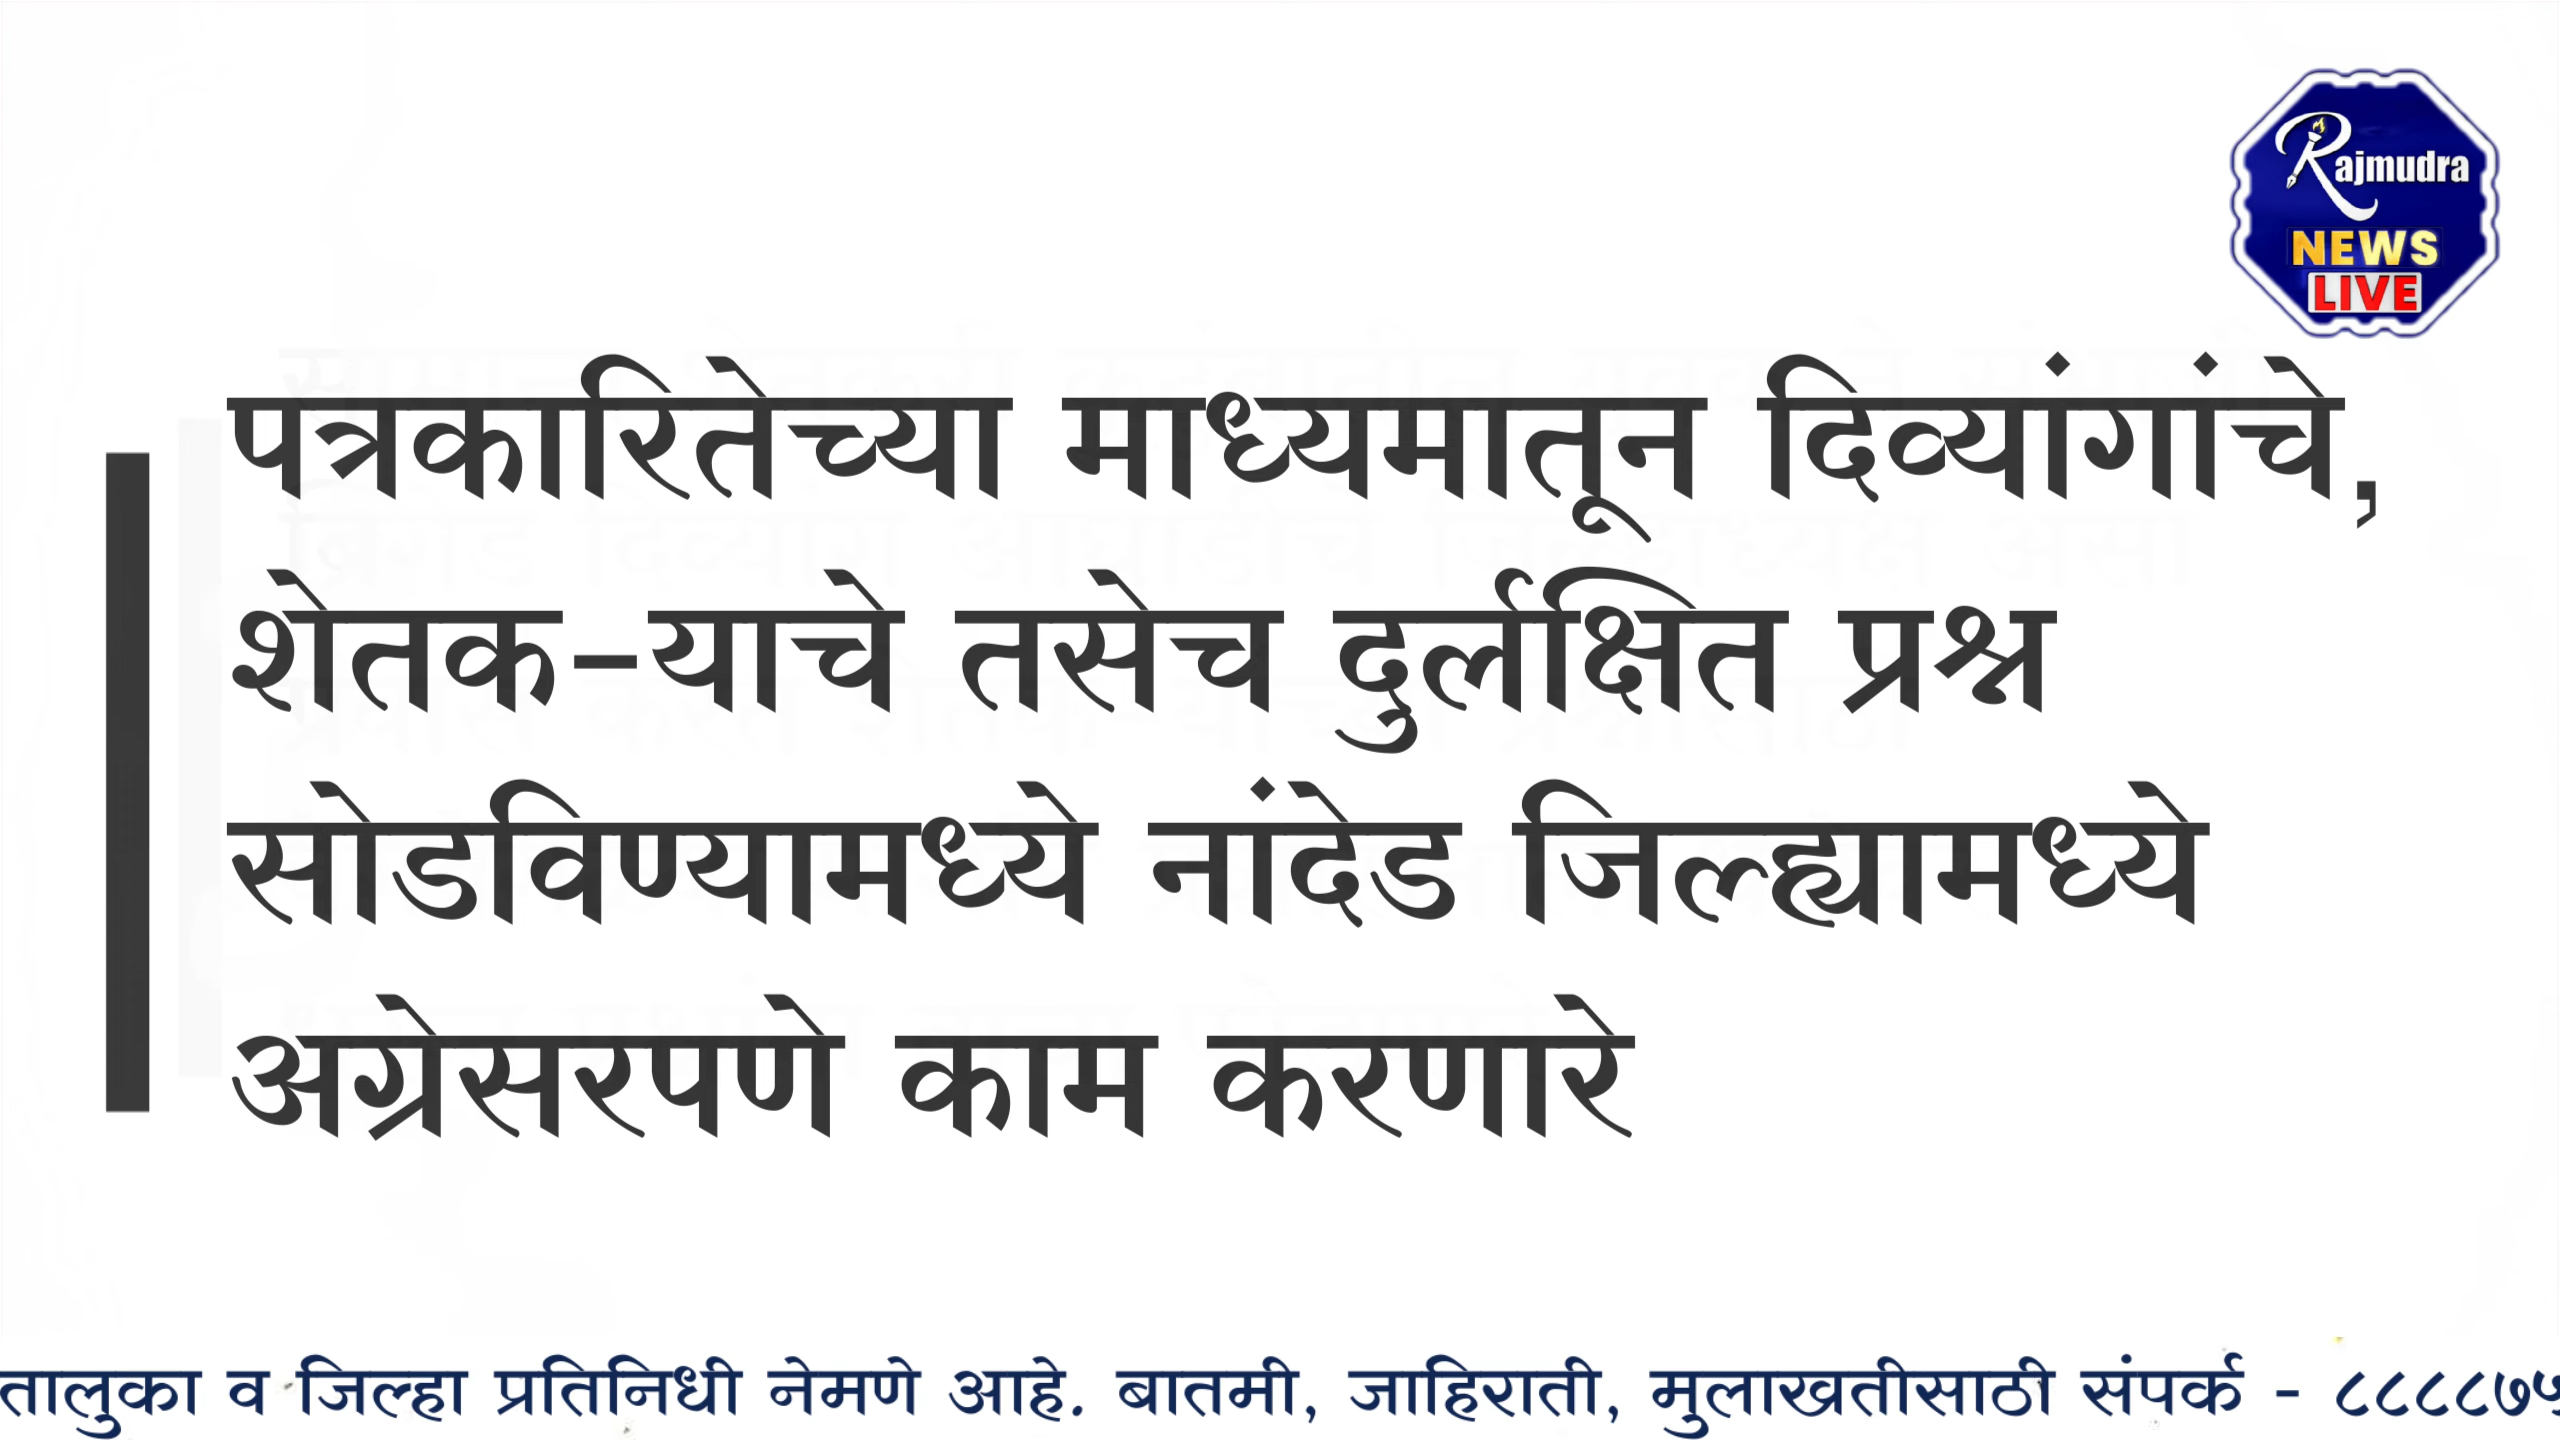 Rajmudra
NEWS
LIVE
पत्रकारितेच्या माध्यमातून दिव्यांगांचे,
शेतक-याचे तसेच दुर्लक्षित प्रश्न
सोडविण्यामध्ये नांदेड जिल्ह्यामध्ये
अग्रेसरपणे काम करणारे
तालुका व जिल्हा प्रतिनिधी नेमणे आहे. बातमी, जाहिराती, मुलाखतीसाठी संपर्क - ८८८८७५